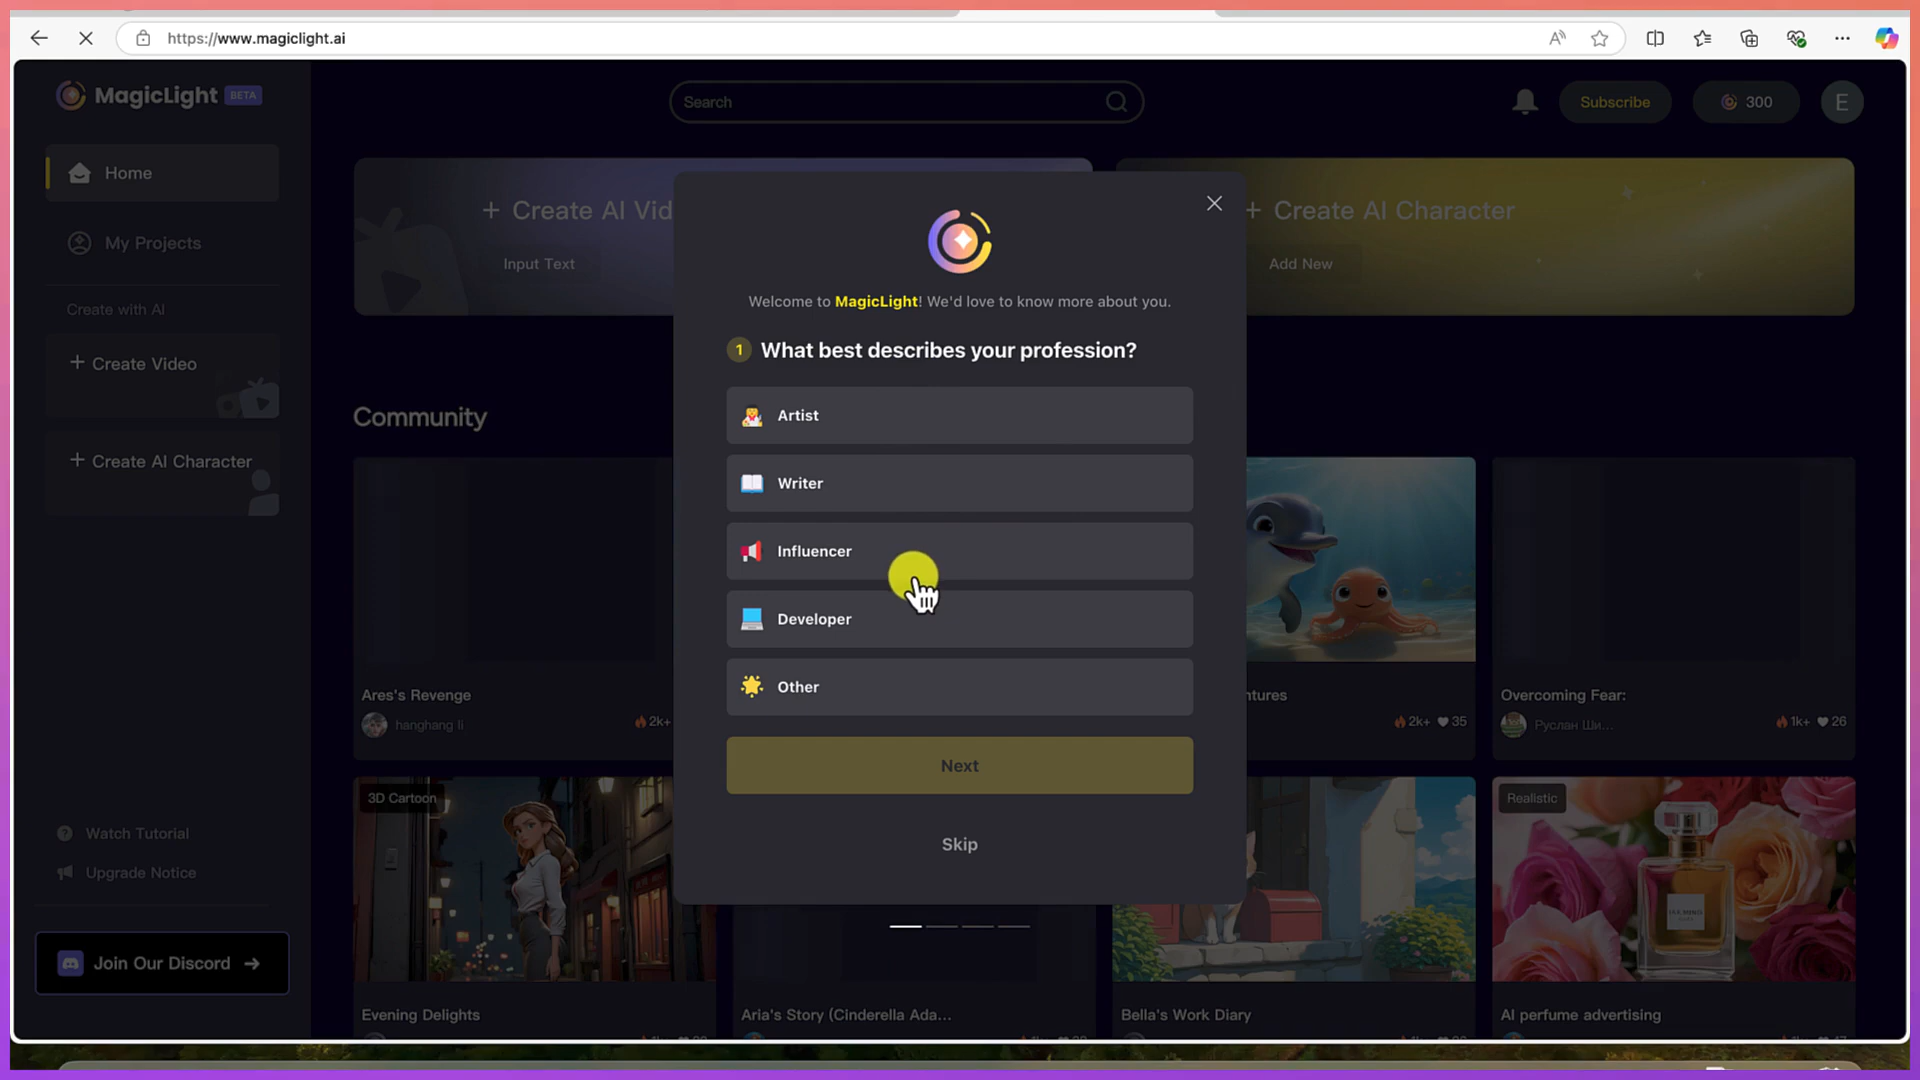 https://www.magiclight.ai
MagicLight BETA
Search
Subscribe
300
E
Home
My Projects
Create with AI
+ Create Video
+ Create AI Character
Watch Tutorial
Upgrade Notice
Join Our Discord →
+ Create AI Vid
Input Text
+ Create AI Character
Add New
Community
Welcome to MagicLight! We'd love to know more about you.
1 What best describes your profession?
Artist
Writer
Influencer
Developer
Other
Next
Skip
Ares's Revenge
hanghang li
2k+
ntures
2k+ 35
Overcoming Fear:
Руслан Ши...
1k+ 26
3D Cartoon
Realistic
Evening Delights
Aria's Story (Cinderella Ada...
Bella's Work Diary
AI perfume advertising